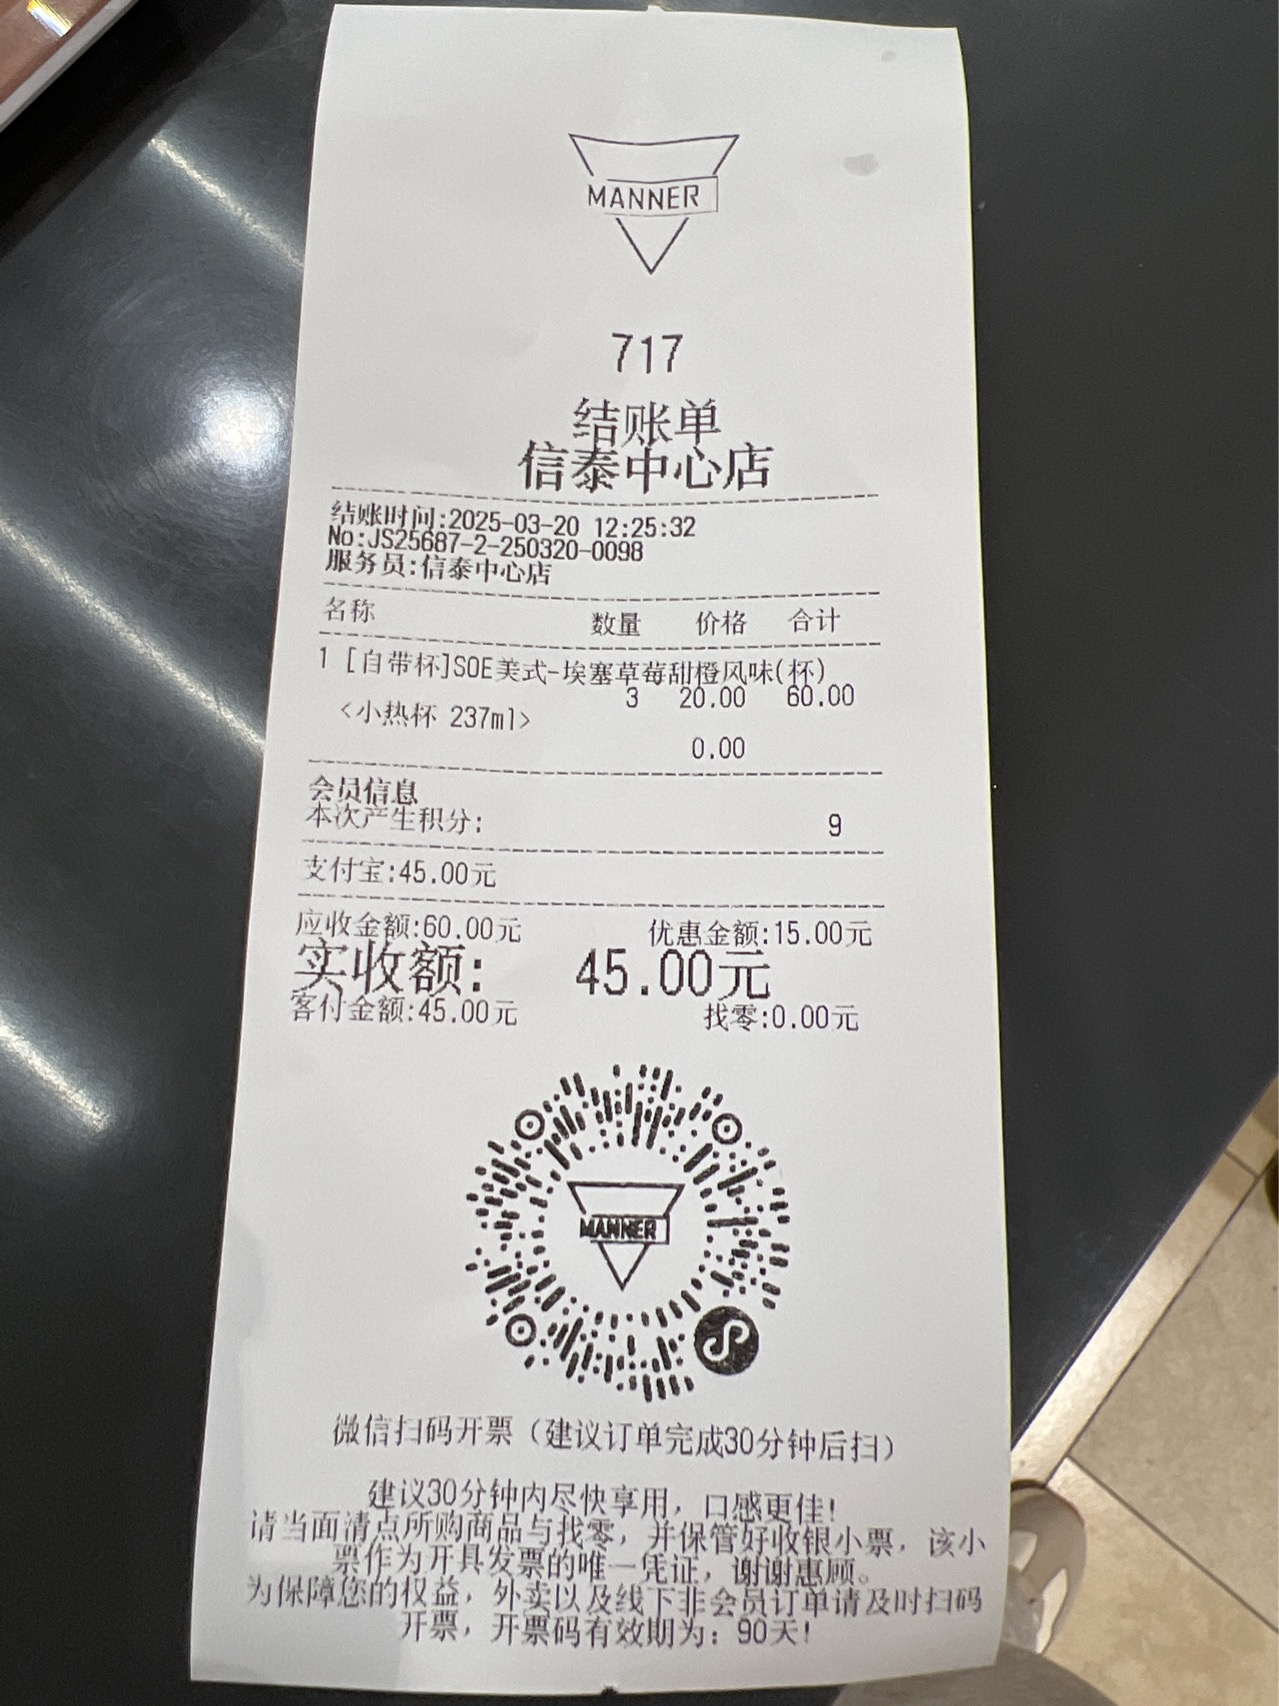 MANNER
717
结账单
信泰中心店
结账时间:2025-03-20 12:25:32
No:JS25687-2-250320-0098
服务员:信泰中心店
名称 数量 价格 合计
1 [自带杯]SOE美式-埃塞草莓甜橙风味(杯)
3 20.00 60.00
<小热杯 237ml>
0.00
会员信息
本次产生积分: 9
支付宝:45.00元
应收金额:60.00元 优惠金额:15.00元
实收额: 45.00元
客付金额:45.00元 找零:0.00元
MANNER
微信扫码开票（建议订单完成30分钟后扫）
建议30分钟内尽快享用，口感更佳!
请当面清点所购商品与找零，并保管好收银小票，该小
票作为开具发票的唯一凭证，谢谢惠顾。
为保障您的权益，外卖以及线下非会员订单请及时扫码
开票，开票码有效期为：90天!